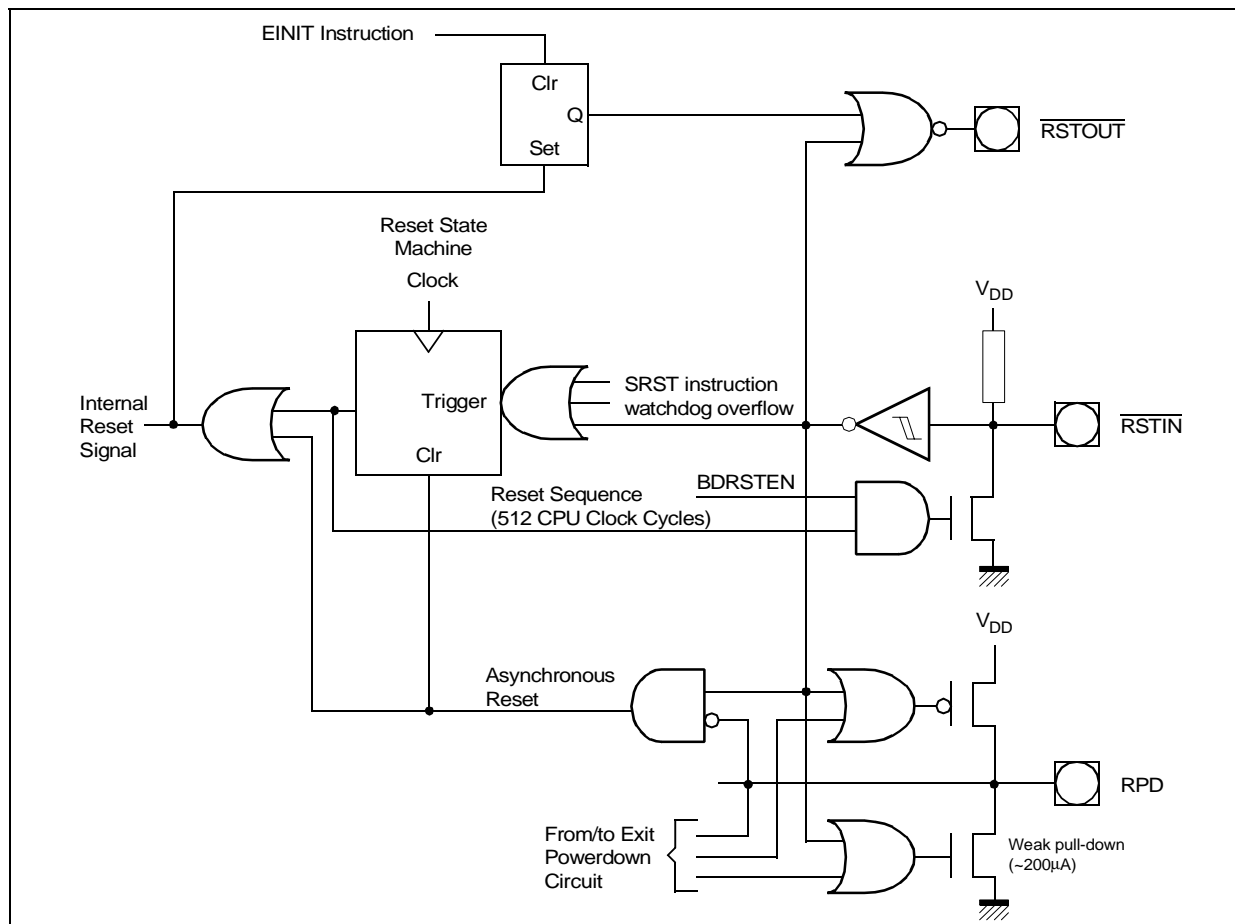 EINIT Instruction
Clr
Q
Set
RSTOUT
Reset State
Machine
Clock
VDD
Trigger
Clr
SRST instruction
watchdog overflow
Internal
Reset
Signal
RSTIN
BDRSTEN
Reset Sequence
(512 CPU Clock Cycles)
VDD
Asynchronous
Reset
RPD
From/to Exit
Powerdown
Circuit
Weak pull-down
(~200µA)